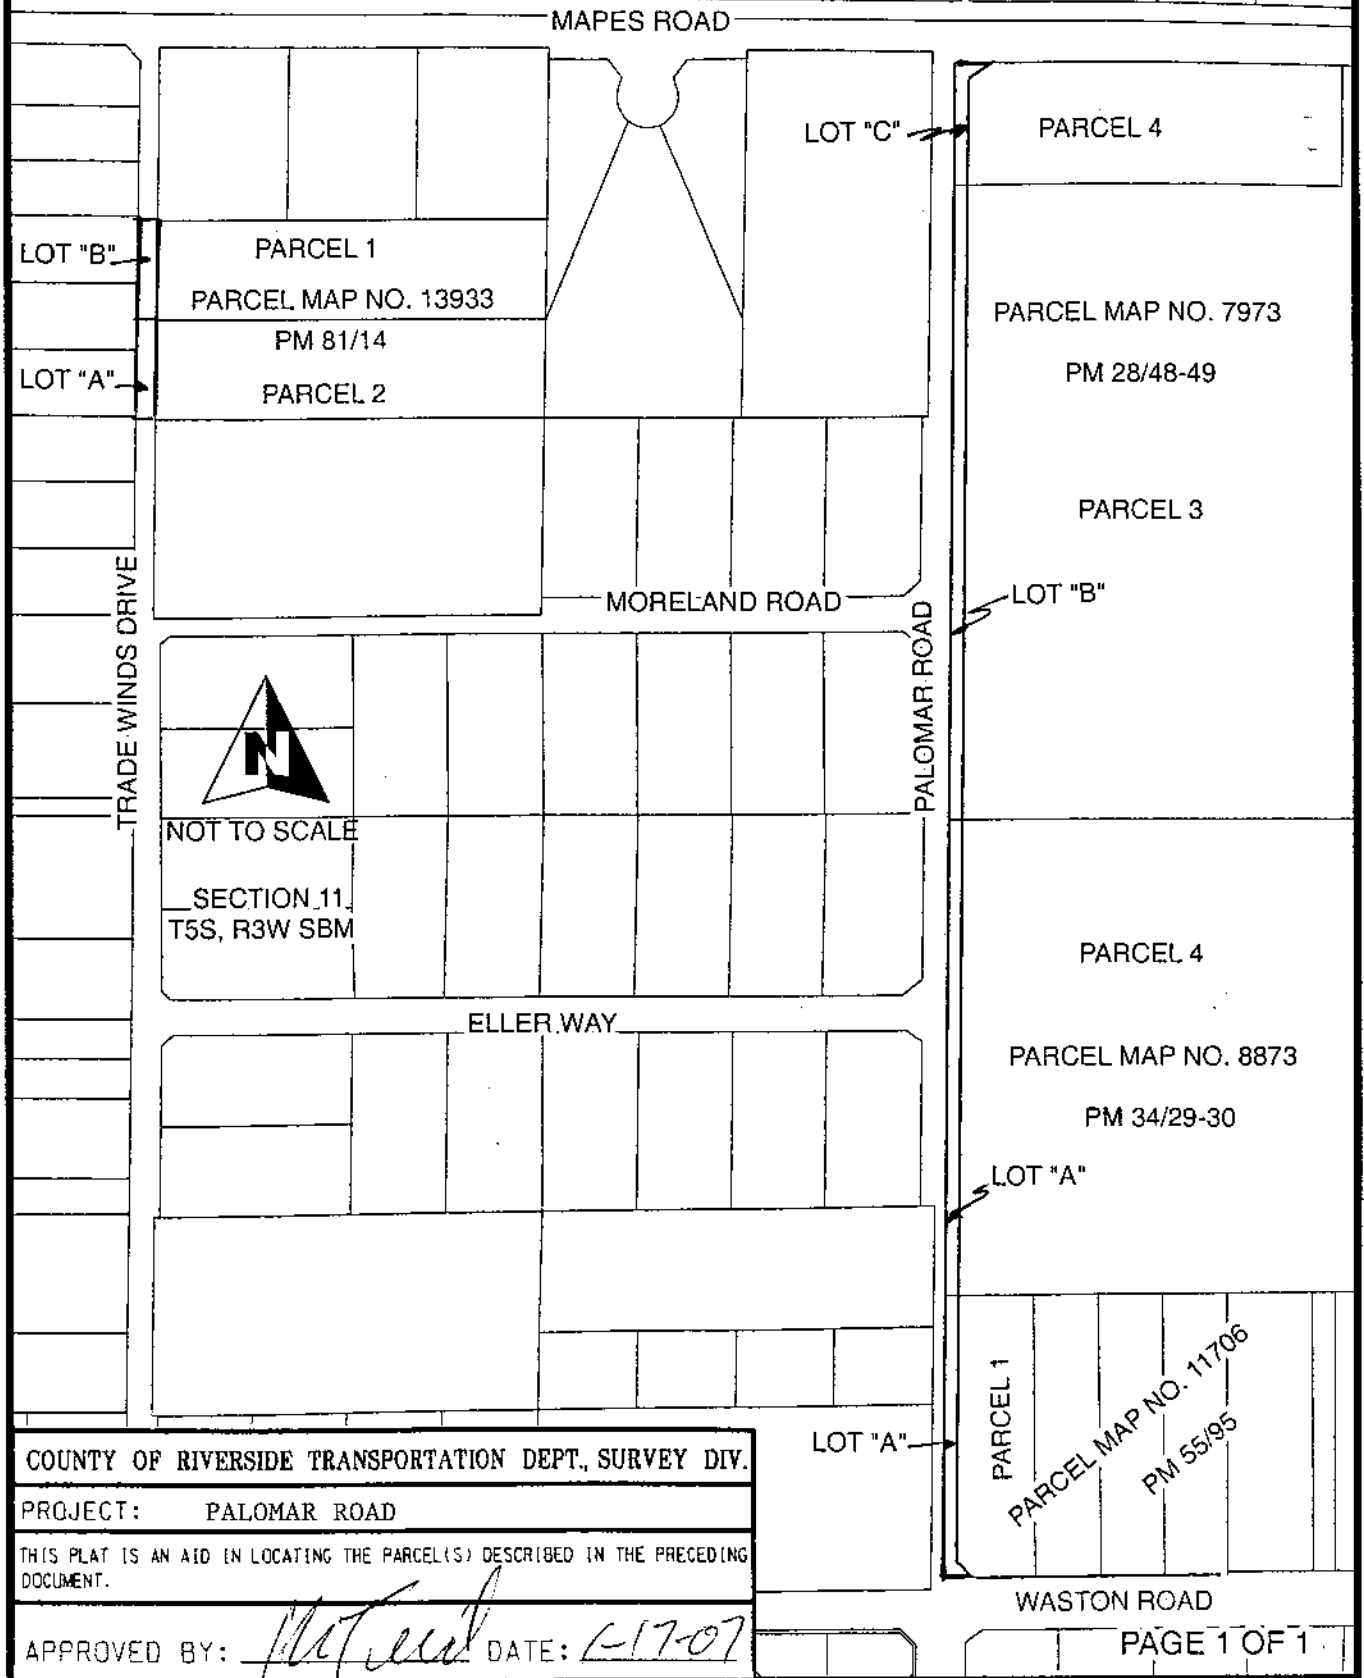 MAPES ROAD
LOT "C"
PARCEL 4
LOT "B"
PARCEL 1
PARCEL MAP NO. 13933
PM 81/14
LOT "A"
PARCEL 2
PARCEL MAP NO. 7973
PM 28/48-49
PARCEL 3
LOT "B"
MORELAND ROAD
TRADE WINDS DRIVE
PALOMAR ROAD
N
NOT TO SCALE
SECTION 11
T5S, R3W SBM
PARCEL 4
ELLER WAY
PARCEL MAP NO. 8873
PM 34/29-30
LOT "A"
PARCEL 1
PARCEL MAP NO. 11706
PM 55/95
LOT "A"
COUNTY OF RIVERSIDE TRANSPORTATION DEPT., SURVEY DIV.
PROJECT: PALOMAR ROAD
THIS PLAT IS AN AID IN LOCATING THE PARCEL(S) DESCRIBED IN THE PRECEDING
DOCUMENT.
WASTON ROAD
APPROVED BY: DATE: 1-17-07
PAGE 1 OF 1